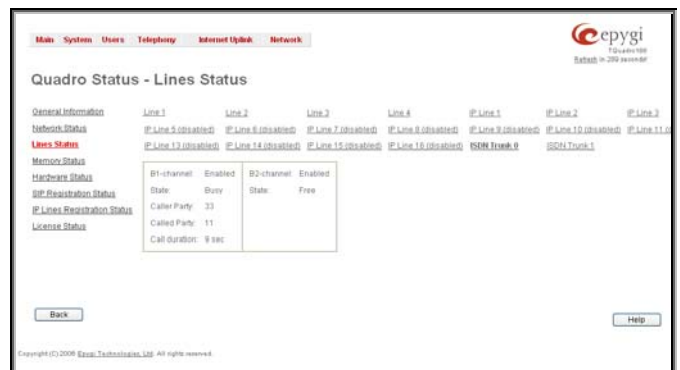 Main System Users Telephony Internet Uplink Network
epygi
Refresh in 289 seconds!
Quadro Status - Lines Status
General Information
Network Status
Lines Status
Memory Status
Hardware Status
SIP Registration Status
IP Lines Registration Status
License Status
Line 1 Line 2 Line 3 Line 4 IP Line 1 IP Line 2 IP Line 3
IP Line 5 (disabled) IP Line 6 (disabled) IP Line 7 (disabled) IP Line 8 (disabled) IP Line 9 (disabled) IP Line 10 (disabled) IP Line 11
IP Line 13 (disabled) IP Line 14 (disabled) IP Line 15 (disabled) IP Line 16 (disabled) ISDN Trunk 0 ISDN Trunk 1
B1-channel: Enabled B2-channel: Enabled
State: Busy State: Free
Caller Party: 33
Called Party: 11
Call duration: 9 sec
Back
Help
Copyright (C) 2008 Epygi Technologies, Ltd. All rights reserved.